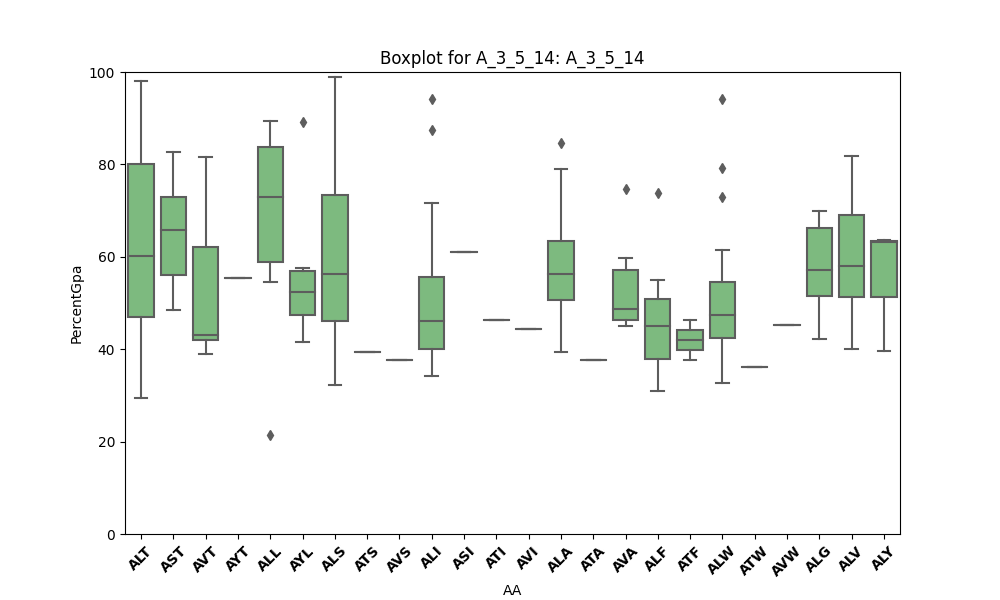 Boxplot for A_3_5_14: A_3_5_14
100
80
60
40
20
0
PercentGpa
ALT AST AVT AYT ALL AYL ALS ATS AVS ALI ASI ATI AVI ALA ATA AVA ALF ATF ALW ATW AVW ALG ALV ALY
AA